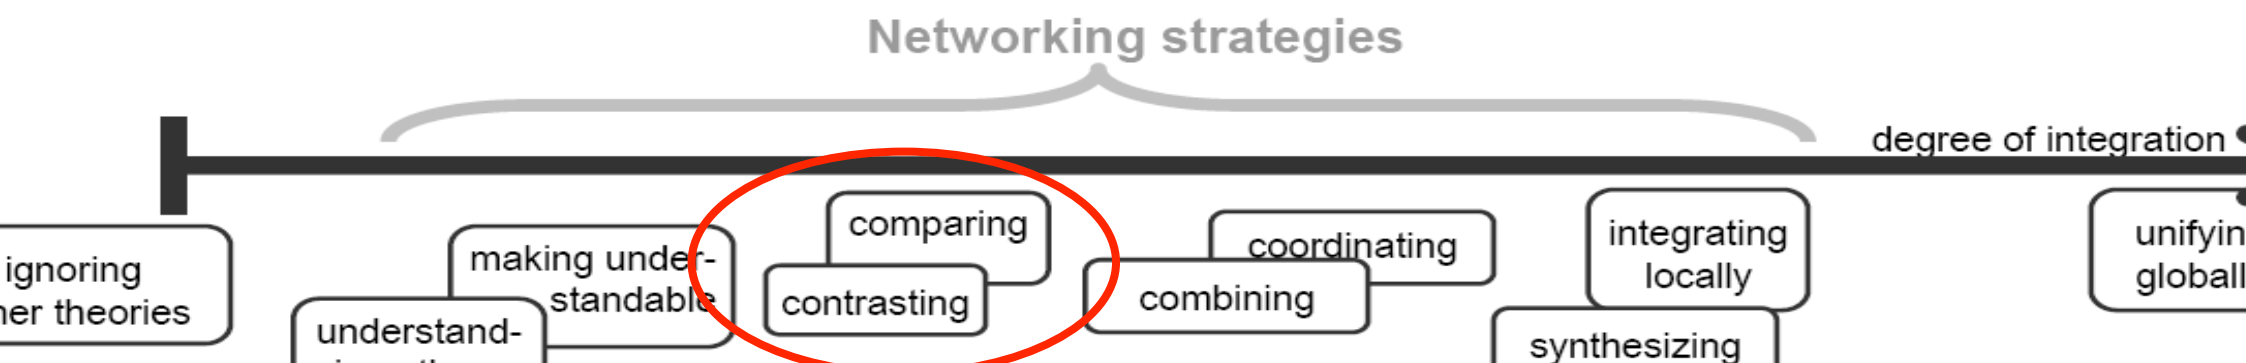 Networking strategies
degree of integration
ignoring
her theories
making under-
standable
understand-
comparing
contrasting
coordinating
combining
integrating
locally
synthesizing
unifyin
globall